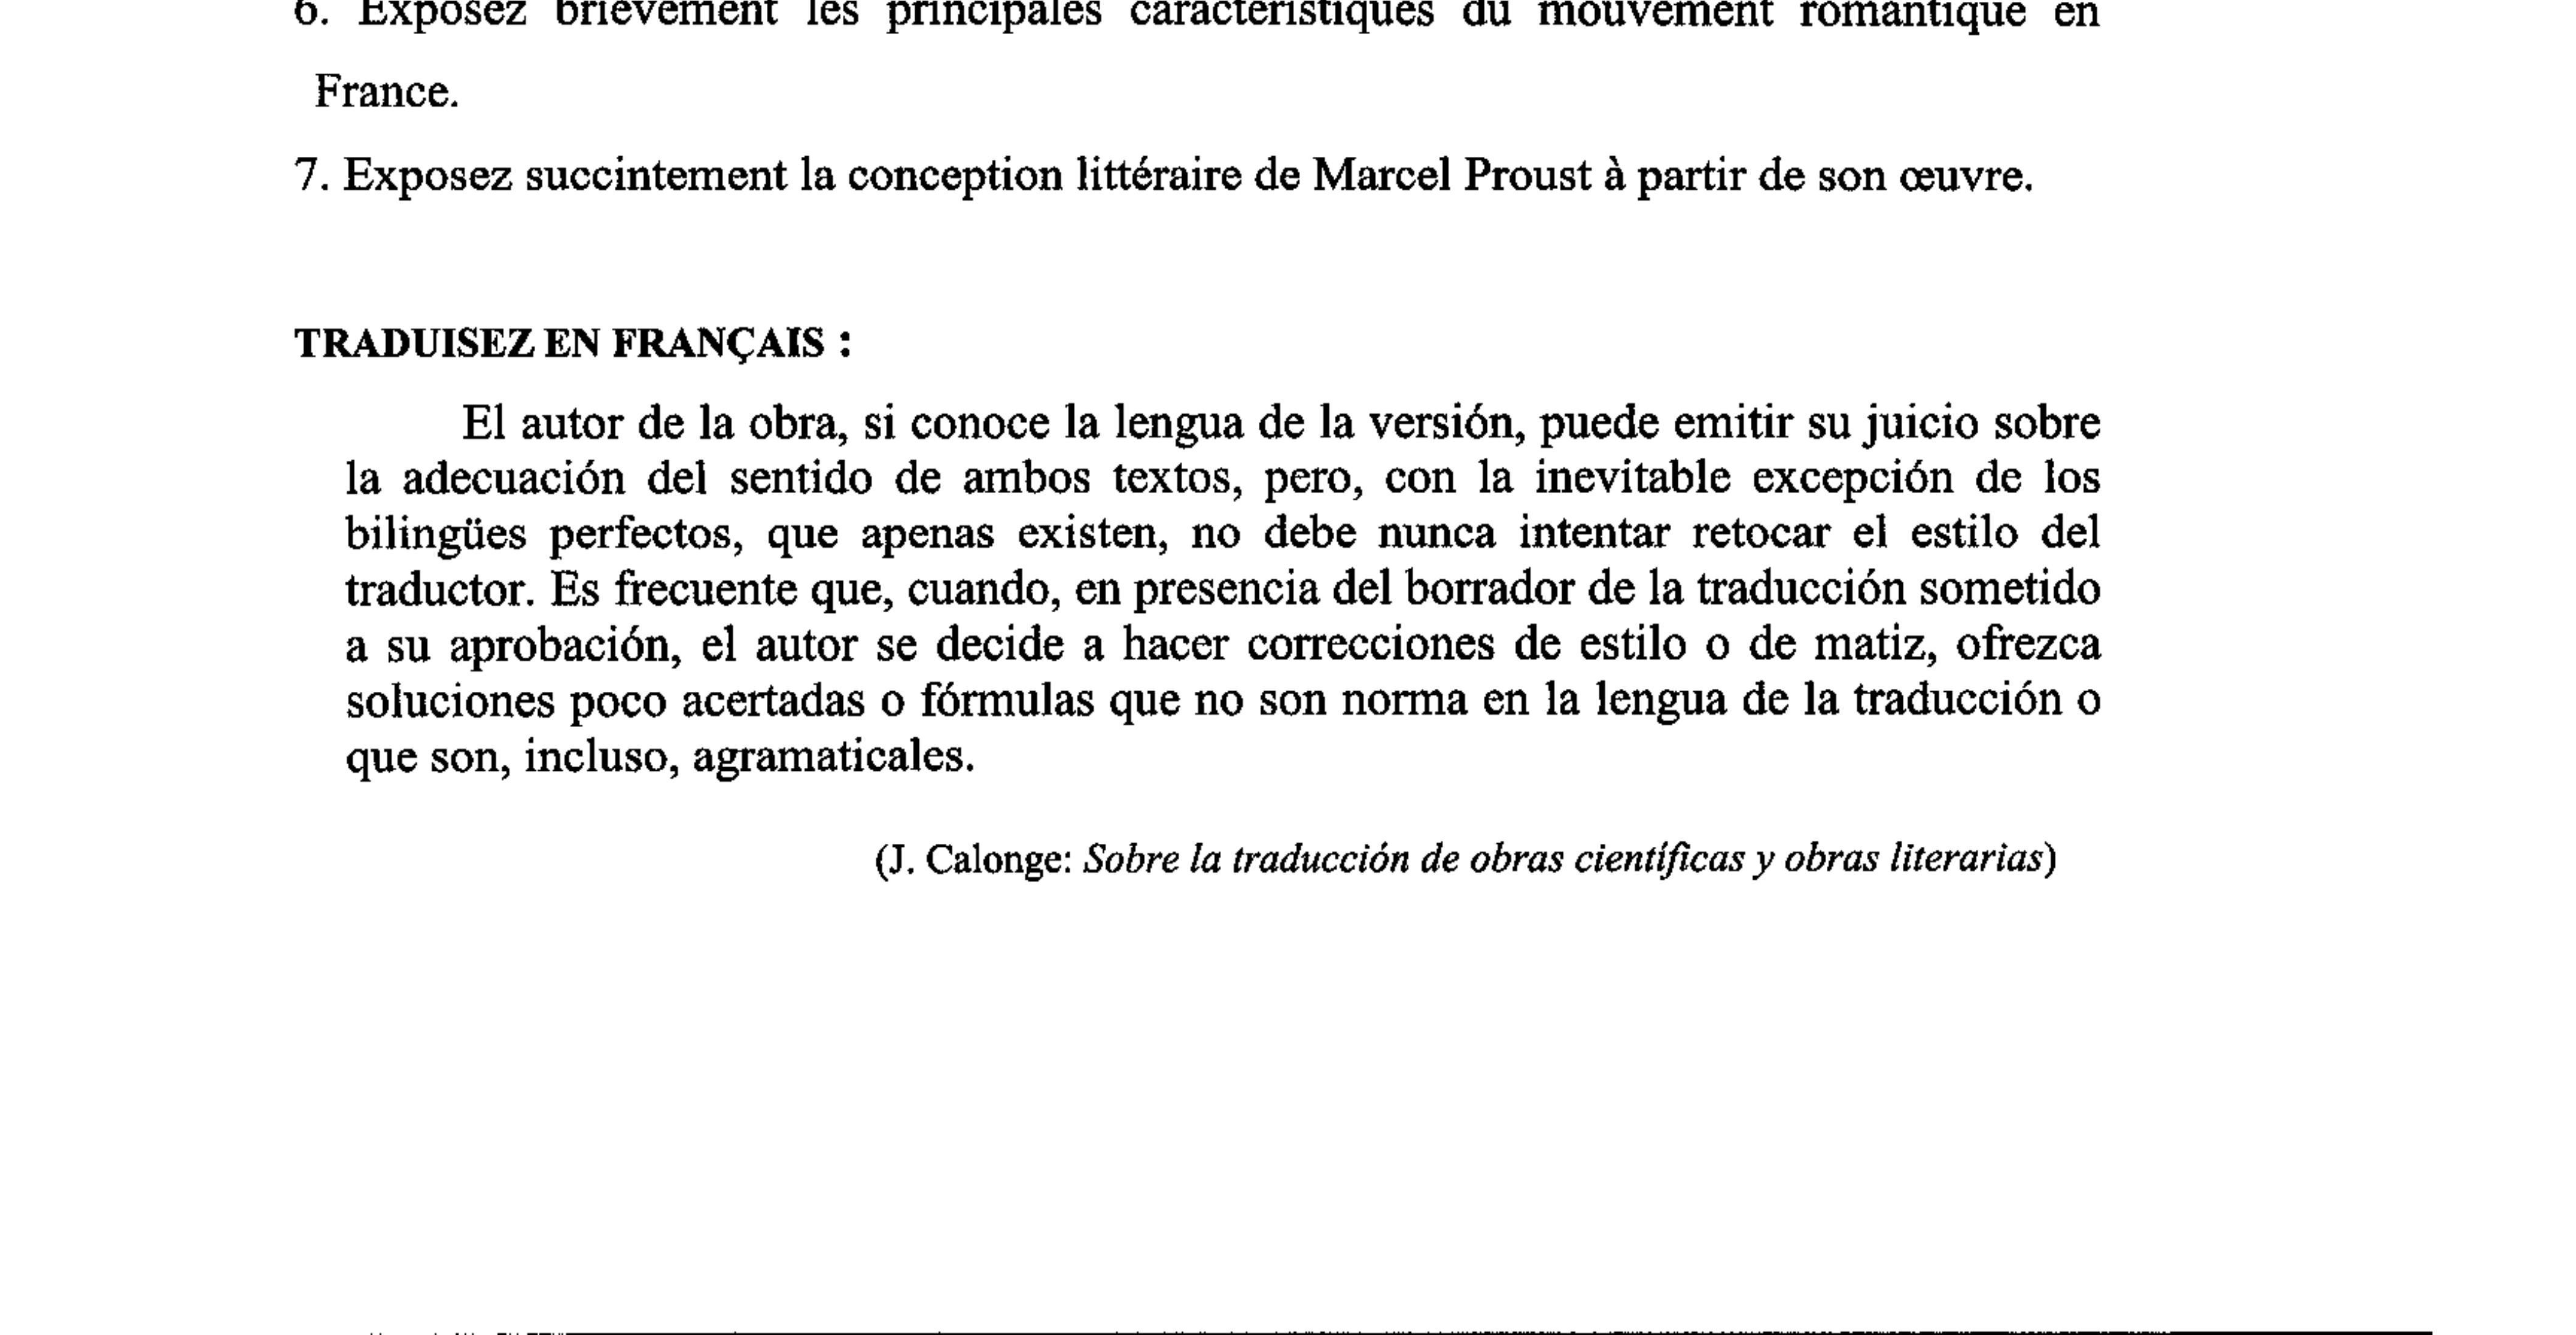 6. Exposez brièvement les principales caractéristiques du mouvement romantique en
France.
7. Exposez succintement la conception littéraire de Marcel Proust à partir de son œuvre.
TRADUISEZ EN FRANÇAIS :
El autor de la obra, si conoce la lengua de la versión, puede emitir su juicio sobre
la adecuación del sentido de ambos textos, pero, con la inevitable excepción de los
bilingües perfectos, que apenas existen, no debe nunca intentar retocar el estilo del
traductor. Es frecuente que, cuando, en presencia del borrador de la traducción sometido
a su aprobación, el autor se decide a hacer correcciones de estilo o de matiz, ofrezca
soluciones poco acertadas o fórmulas que no son norma en la lengua de la traducción o
que son, incluso, agramaticales.
(J. Calonge: Sobre la traducción de obras científicas y obras literarias)